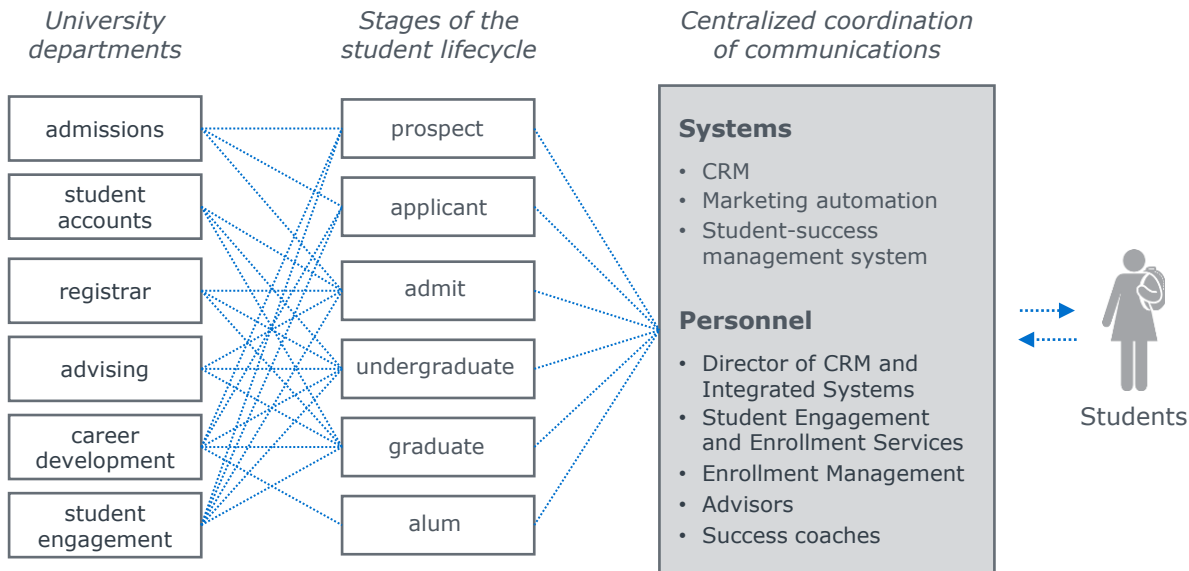 University
departments
Stages of the
student lifecycle
Centralized coordination
of communications
admissions
student
accounts
registrar
advising
career
development
student
engagement
prospect
applicant
admit
undergraduate
graduate
alum
Systems
• CRM
• Marketing automation
• Student-success
management system
Personnel
• Director of CRM and
Integrated Systems
• Student Engagement
and Enrollment Services
• Enrollment Management
• Advisors
• Success coaches
Students